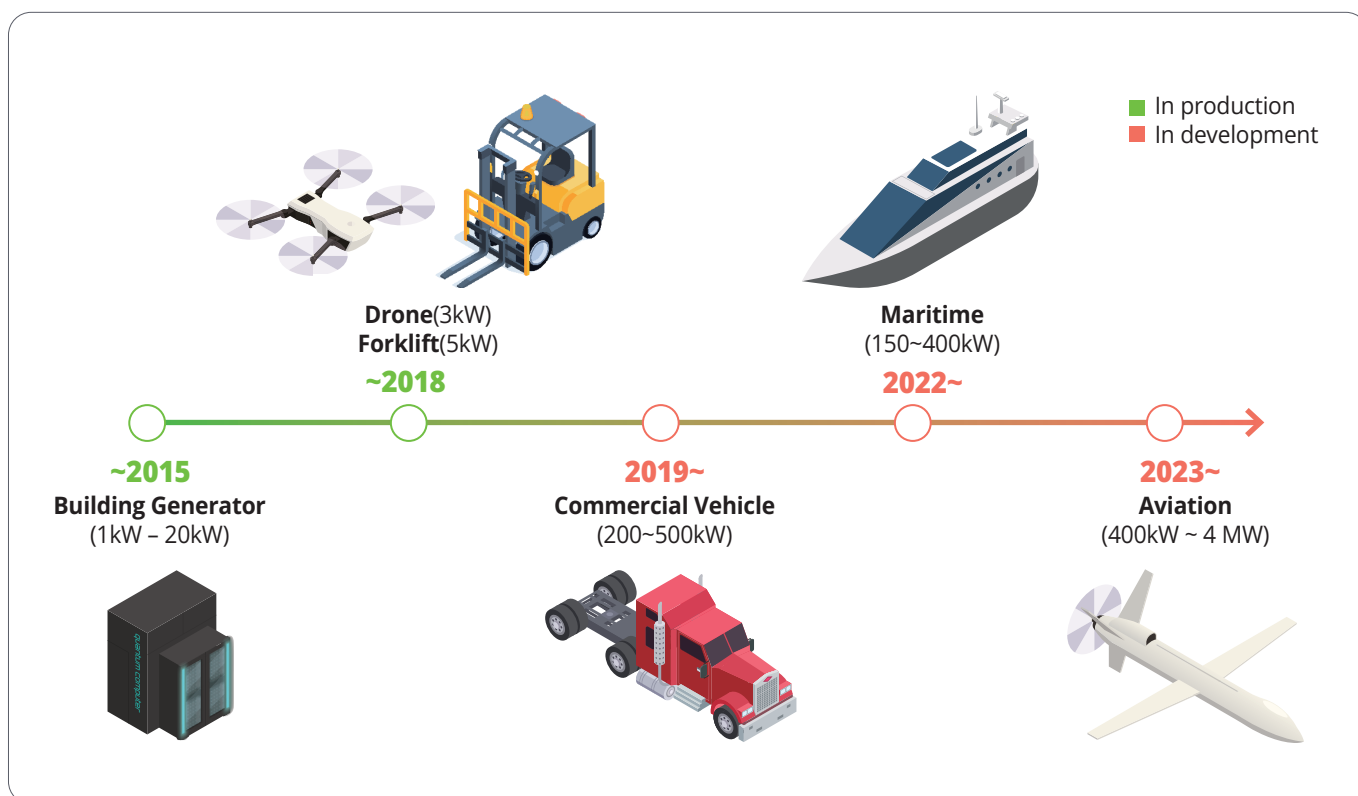 In production
In development
Drone(3kW)
Forklift(5kW)
~2018
Maritime
(150~400kW)
2022~
~2015
Building Generator
(1kW – 20kW)
quantum computer
2019~
Commercial Vehicle
(200~500kW)
2023~
Aviation
(400kW ~ 4 MW)